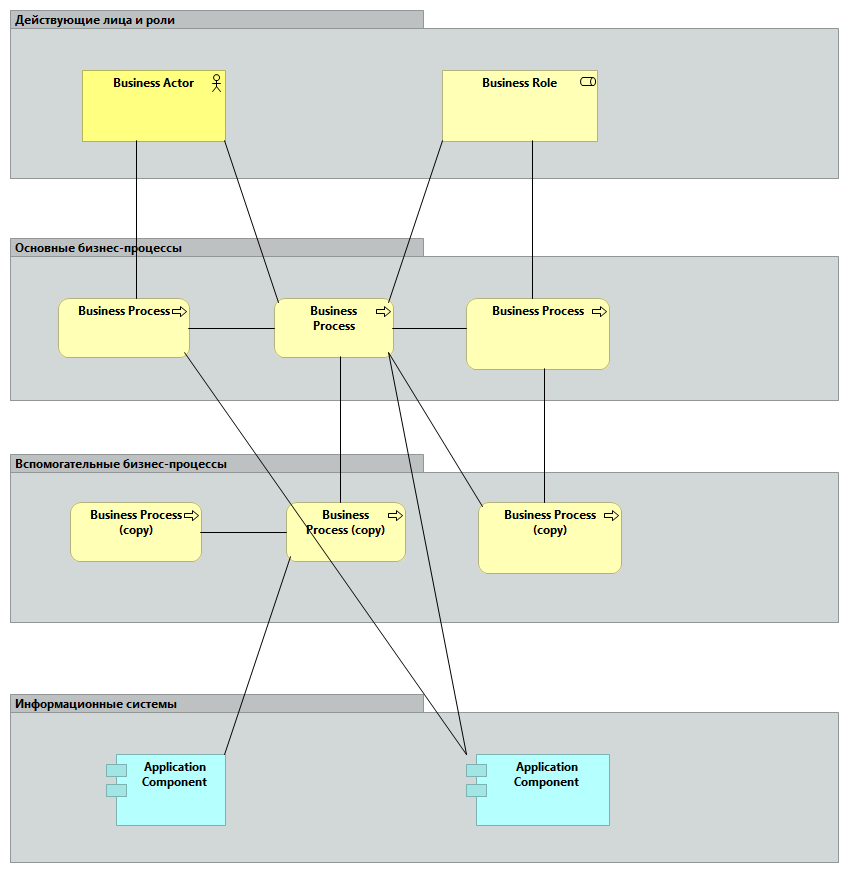 Действующие лица и роли
Business Actor
Business Role
Основные бизнес-процессы
Business Process
Business
Process
Business Process
Вспомогательные бизнес-процессы
Business Process
(copy)
Business
Process (copy)
Business Process
(copy)
Информационные системы
Application
Component
Application
Component